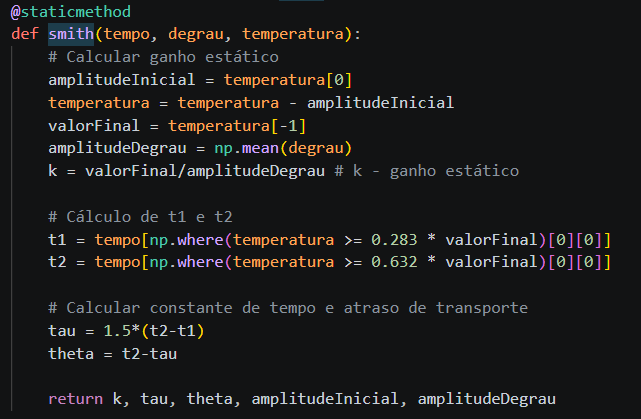 @staticmethod
def smith(tempo, degrau, temperatura):
    # Calcular ganho estático
    amplitudeInicial = temperatura[0]
    temperatura = temperatura - amplitudeInicial
    valorFinal = temperatura[-1]
    amplitudeDegrau = np.mean(degrau)
    k = valorFinal/amplitudeDegrau # k - ganho estático

    # Cálculo de t1 e t2
    t1 = tempo[np.where(temperatura >= 0.283 * valorFinal)[0][0]]
    t2 = tempo[np.where(temperatura >= 0.632 * valorFinal)[0][0]]

    # Calcular constante de tempo e atraso de transporte
    tau = 1.5*(t2-t1)
    theta = t2-tau

    return k, tau, theta, amplitudeInicial, amplitudeDegrau